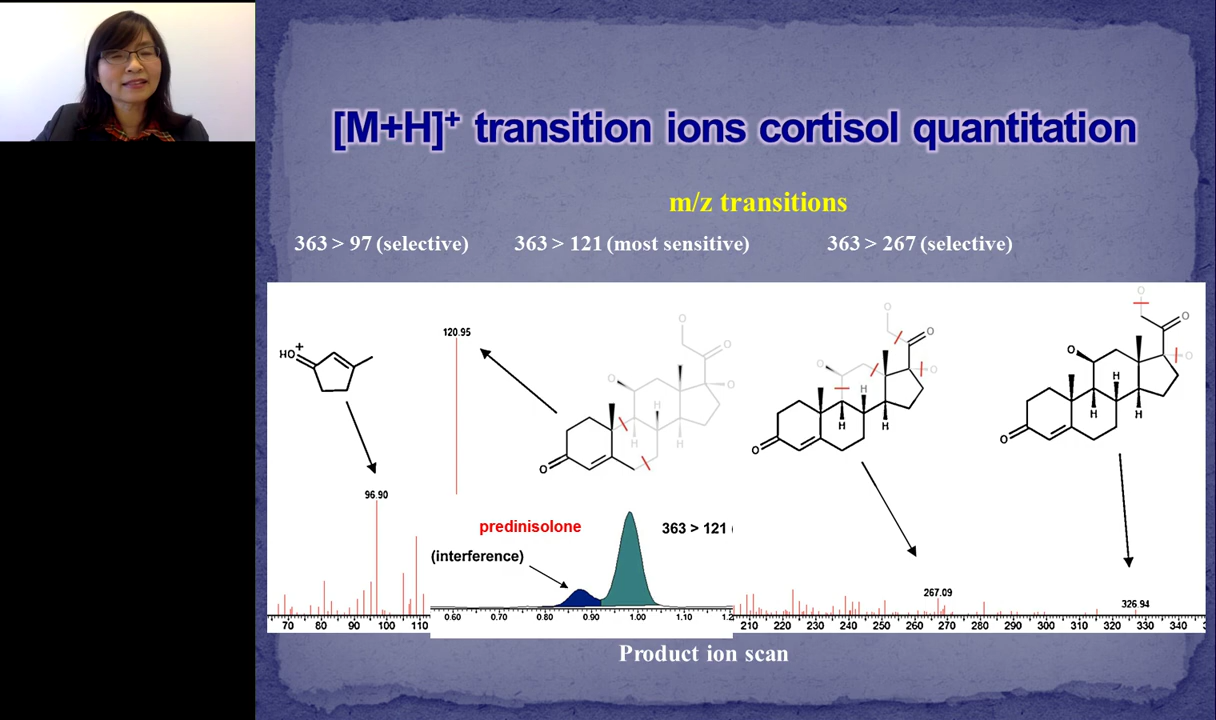 [M+H]+ transition ions cortisol quantitation
m/z transitions
363 > 97 (selective)
363 > 121 (most sensitive)
363 > 267 (selective)
HO +
96.90
70 80 90 100 110
120.95
O
O
O
O
H
H
H
O
predinisolone
(interference)
363 > 121 (
0.60 0.70 0.80 0.90 1.00 1.10 1.2
O
O
O
O
H
H
H
O
267.09
O
O
O
O
H
H
H
O
326.94
210 220 230 240 250 260 270 280 290 300 310 320 330 340 3
Product ion scan